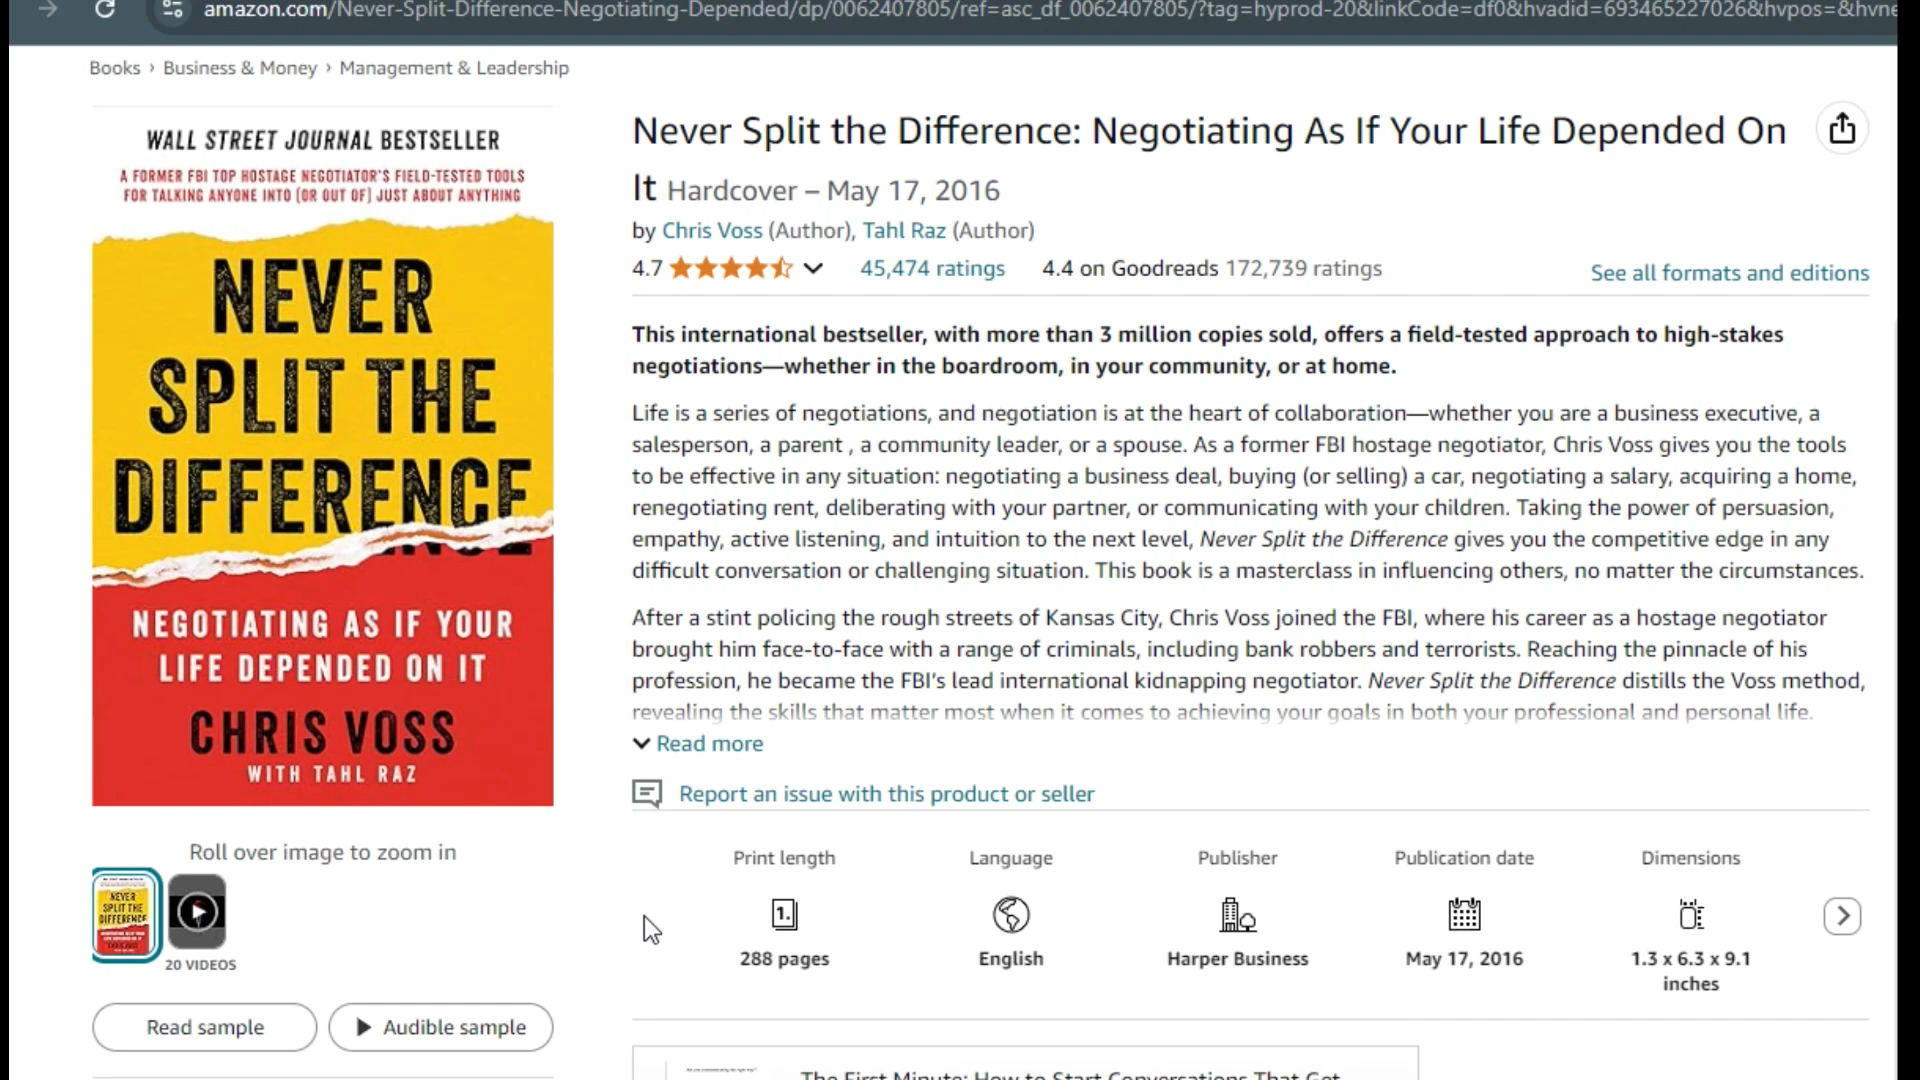 amazon.com/Never-Split-Difference-Negotiating-Depended/dp/0062407805/ref=asc_df_0062407805/?tag=hyprod-20&linkCode=df0&hvadid=693465227026&hvpos=&hvne
Books › Business & Money › Management & Leadership
WALL STREET JOURNAL BESTSELLER
A FORMER FBI TOP HOSTAGE NEGOTIATOR'S FIELD-TESTED TOOLS
FOR TALKING ANYONE INTO (OR OUT OF) JUST ABOUT ANYTHING
NEVER
SPLIT THE
DIFFERENCE
NEGOTIATING AS IF YOUR
LIFE DEPENDED ON IT
CHRIS VOSS
WITH TAHL RAZ
Roll over image to zoom in
NEVER
SPLIT THE
DIFFERENCE
20 VIDEOS
Read sample
Audible sample
Never Split the Difference: Negotiating As If Your Life Depended On
It Hardcover – May 17, 2016
by Chris Voss (Author), Tahl Raz (Author)
4.7 45,474 ratings 4.4 on Goodreads 172,739 ratings
See all formats and editions
This international bestseller, with more than 3 million copies sold, offers a field-tested approach to high-stakes
negotiations—whether in the boardroom, in your community, or at home.
Life is a series of negotiations, and negotiation is at the heart of collaboration—whether you are a business executive, a
salesperson, a parent , a community leader, or a spouse. As a former FBI hostage negotiator, Chris Voss gives you the tools
to be effective in any situation: negotiating a business deal, buying (or selling) a car, negotiating a salary, acquiring a home,
renegotiating rent, deliberating with your partner, or communicating with your children. Taking the power of persuasion,
empathy, active listening, and intuition to the next level, Never Split the Difference gives you the competitive edge in any
difficult conversation or challenging situation. This book is a masterclass in influencing others, no matter the circumstances.
After a stint policing the rough streets of Kansas City, Chris Voss joined the FBI, where his career as a hostage negotiator
brought him face-to-face with a range of criminals, including bank robbers and terrorists. Reaching the pinnacle of his
profession, he became the FBI's lead international kidnapping negotiator. Never Split the Difference distills the Voss method,
revealing the skills that matter most when it comes to achieving your goals in both your professional and personal life.
Read more
Report an issue with this product or seller
Print length
1.
288 pages
Language
English
Publisher
Harper Business
Publication date
May 17, 2016
Dimensions
1.3 x 6.3 x 9.1
inches
The First Minute: How to Start Conversations That Get